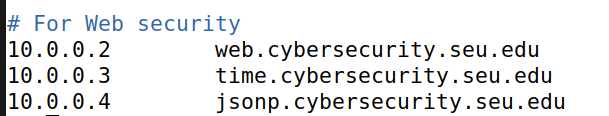 # For Web security
10.0.0.2 web.cybersecurity.seu.edu
10.0.0.3 time.cybersecurity.seu.edu
10.0.0.4 jsonp.cybersecurity.seu.edu